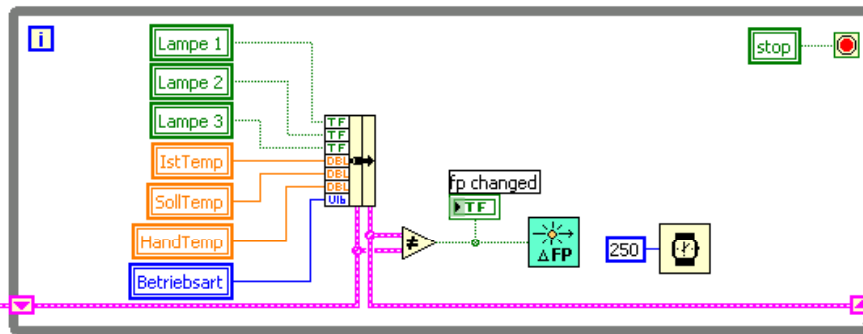 i
Lampe 1
stop
Lampe 2
Lampe 3
TF
TF
TF
IstTemp
DBL
DBL
SollTemp
DBL
U16
HandTemp
Betriebsart
fp changed
TF
≠
Δ FP
250